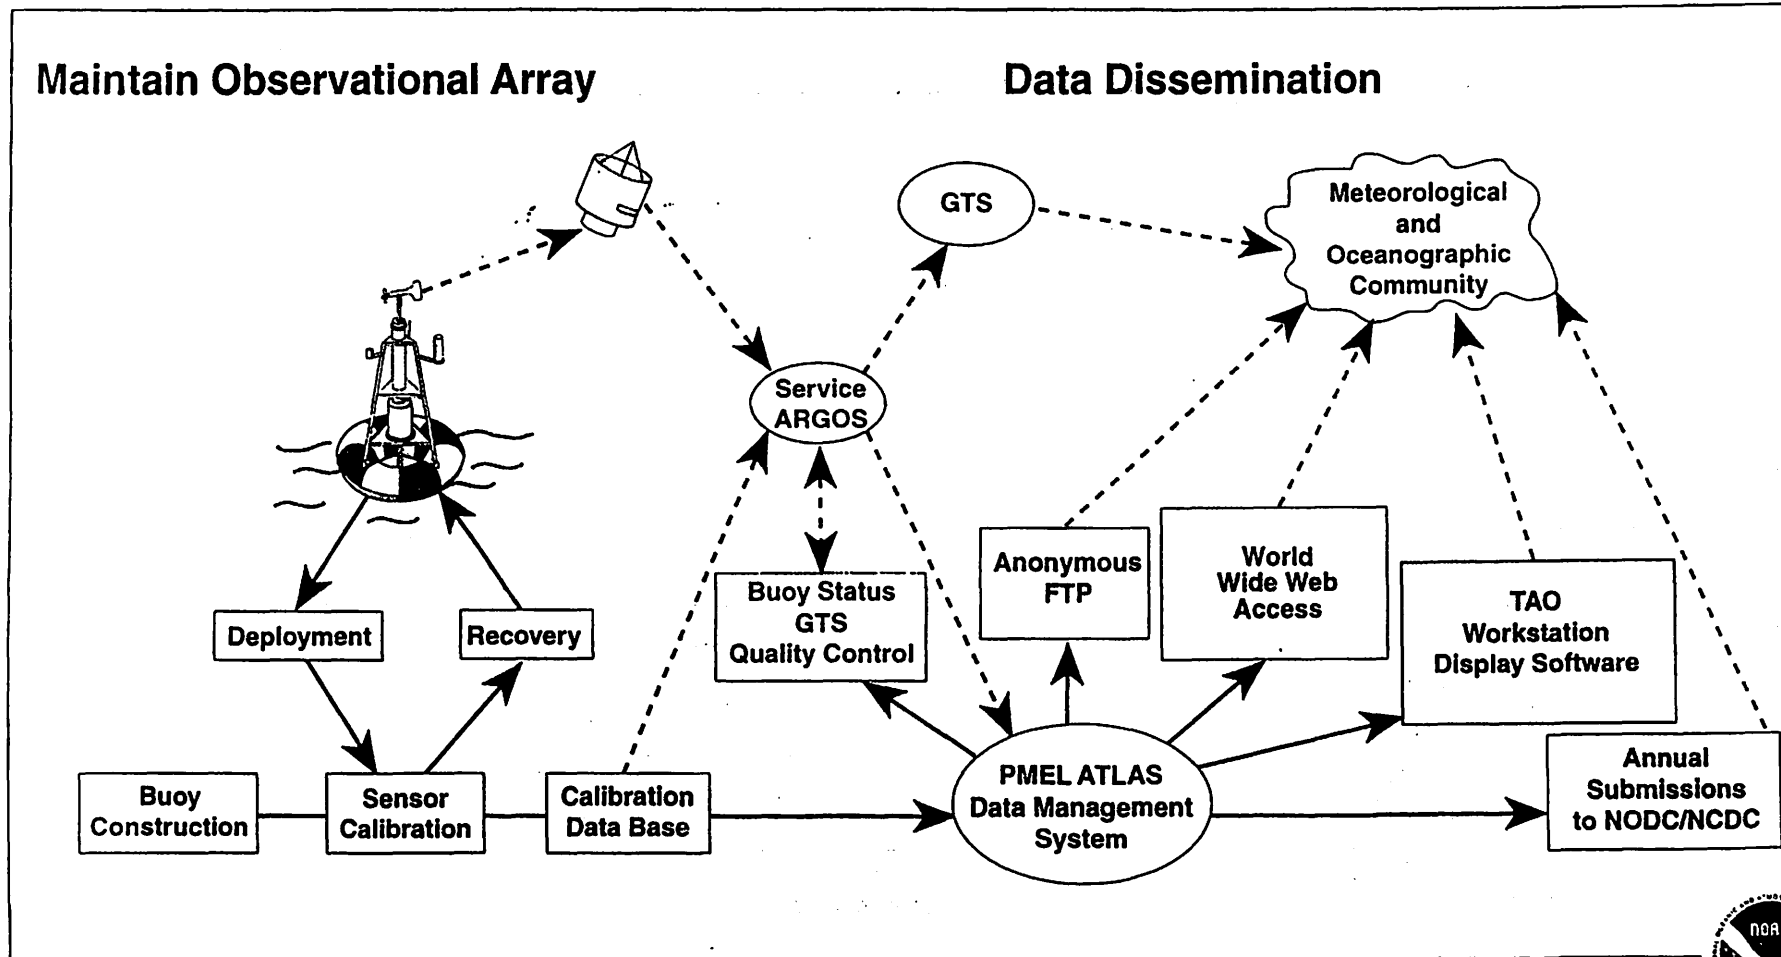 Maintain Observational Array
Data Dissemination
GTS
Meteorological
and
Oceanographic
Community
Service
ARGOS
Deployment
Recovery
Buoy Status
GTS
Quality Control
Anonymous
FTP
World
Wide Web
Access
TAO
Workstation
Display Software
Buoy
Construction
Sensor
Calibration
Calibration
Data Base
PMEL ATLAS
Data Management
System
Annual
Submissions
to NODC/NCDC